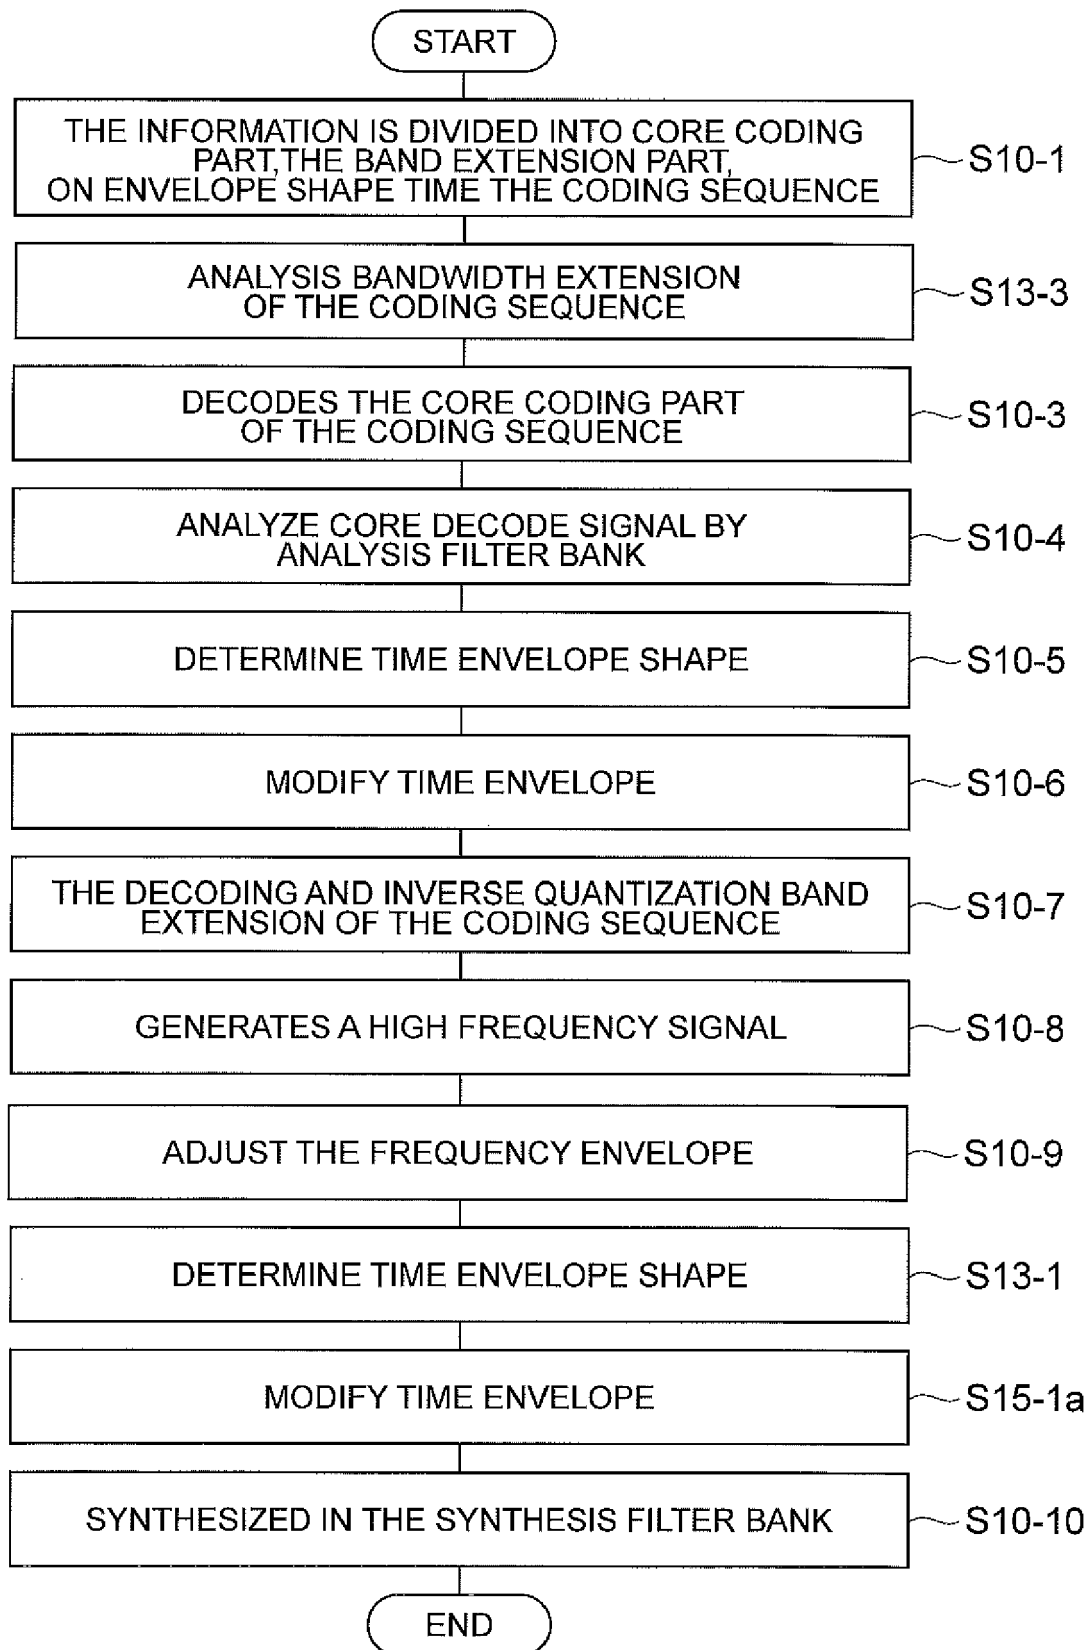 START
THE INFORMATION IS DIVIDED INTO CORE CODING
PART,THE BAND EXTENSION PART,
ON ENVELOPE SHAPE TIME THE CODING SEQUENCE
S10-1
ANALYSIS BANDWIDTH EXTENSION
OF THE CODING SEQUENCE
S13-3
DECODES THE CORE CODING PART
OF THE CODING SEQUENCE
S10-3
ANALYZE CORE DECODE SIGNAL BY
ANALYSIS FILTER BANK
S10-4
DETERMINE TIME ENVELOPE SHAPE
S10-5
MODIFY TIME ENVELOPE
S10-6
THE DECODING AND INVERSE QUANTIZATION BAND
EXTENSION OF THE CODING SEQUENCE
S10-7
GENERATES A HIGH FREQUENCY SIGNAL
S10-8
ADJUST THE FREQUENCY ENVELOPE
S10-9
DETERMINE TIME ENVELOPE SHAPE
S13-1
MODIFY TIME ENVELOPE
S15-1a
SYNTHESIZED IN THE SYNTHESIS FILTER BANK
S10-10
END